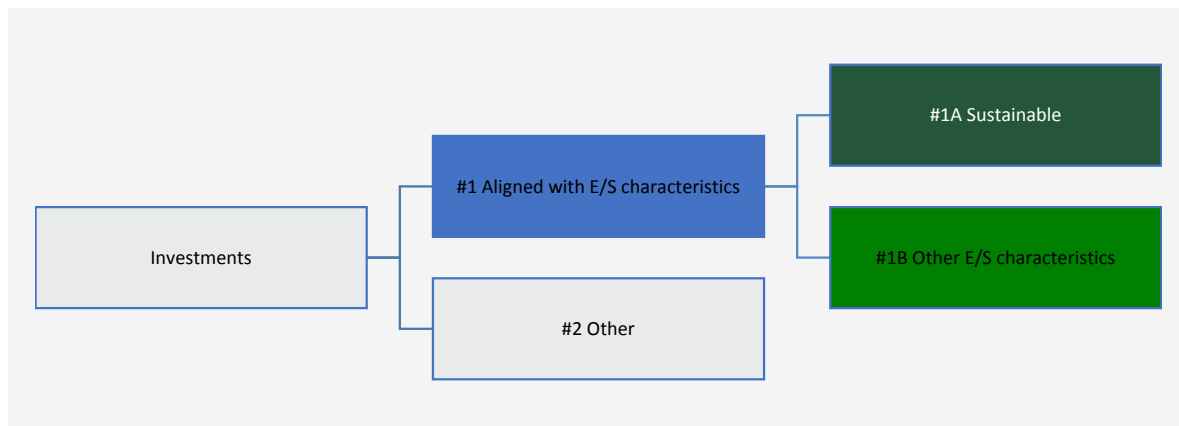 #1A Sustainable
#1 Aligned with E/S characteristics
Investments
#1B Other E/S characteristics
#2 Other